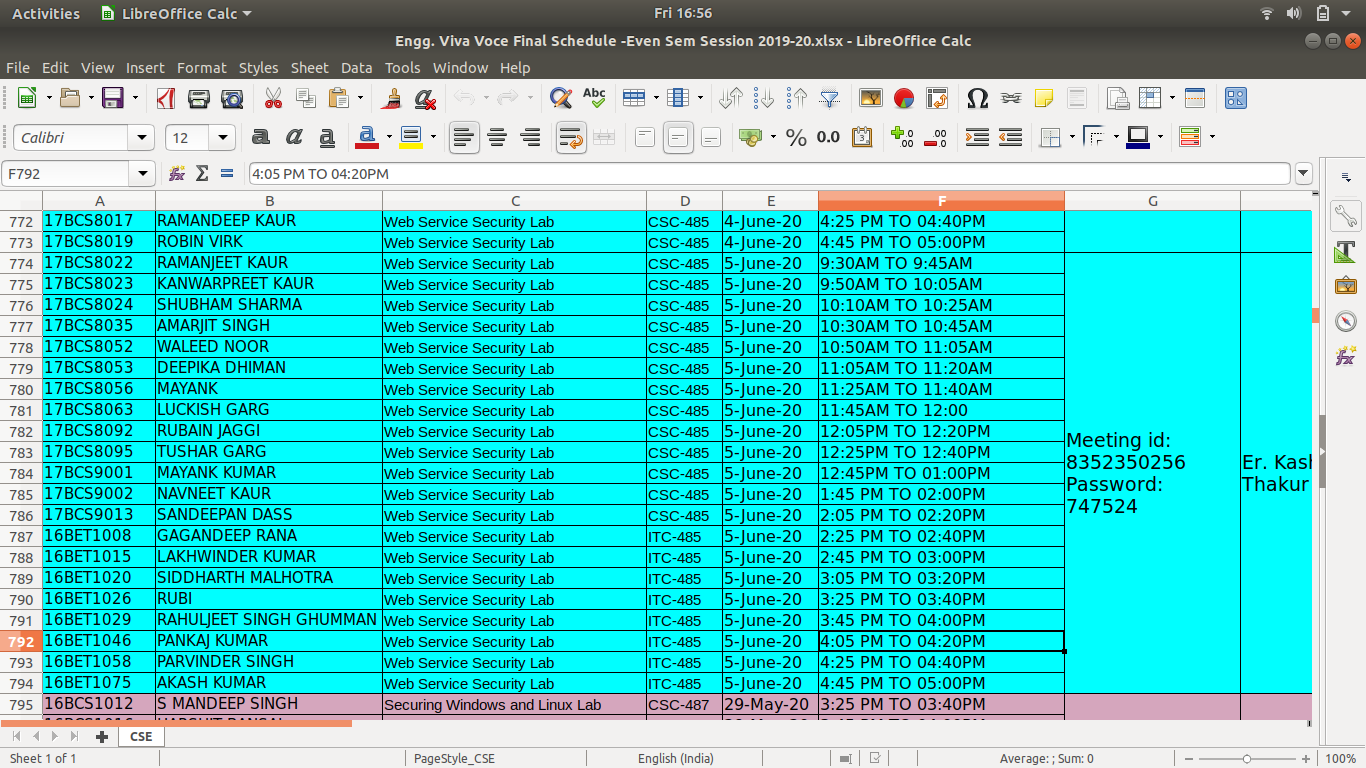 Activities LibreOffice Calc Fri 16:56
Engg. Viva Voce Final Schedule -Even Sem Session 2019-20.xlsx - LibreOffice Calc
File Edit View Insert Format Styles Sheet Data Tools Window Help
Calibri 12
F792 4:05 PM TO 04:20PM
A B C D E F G
772 17BCS8017 RAMANDEEP KAUR Web Service Security Lab CSC-485 4-June-20 4:25 PM TO 04:40PM
773 17BCS8019 ROBIN VIRK Web Service Security Lab CSC-485 4-June-20 4:45 PM TO 05:00PM
774 17BCS8022 RAMANJEET KAUR Web Service Security Lab CSC-485 5-June-20 9:30AM TO 9:45AM
775 17BCS8023 KANWARPREET KAUR Web Service Security Lab CSC-485 5-June-20 9:50AM TO 10:05AM
776 17BCS8024 SHUBHAM SHARMA Web Service Security Lab CSC-485 5-June-20 10:10AM TO 10:25AM
777 17BCS8035 AMARJIT SINGH Web Service Security Lab CSC-485 5-June-20 10:30AM TO 10:45AM
778 17BCS8052 WALEED NOOR Web Service Security Lab CSC-485 5-June-20 10:50AM TO 11:05AM
779 17BCS8053 DEEPIKA DHIMAN Web Service Security Lab CSC-485 5-June-20 11:05AM TO 11:20AM
780 17BCS8056 MAYANK Web Service Security Lab CSC-485 5-June-20 11:25AM TO 11:40AM
781 17BCS8063 LUCKISH GARG Web Service Security Lab CSC-485 5-June-20 11:45AM TO 12:00
782 17BCS8092 RUBAIN JAGGI Web Service Security Lab CSC-485 5-June-20 12:05PM TO 12:20PM
783 17BCS8095 TUSHAR GARG Web Service Security Lab CSC-485 5-June-20 12:25PM TO 12:40PM
784 17BCS9001 MAYANK KUMAR Web Service Security Lab CSC-485 5-June-20 12:45PM TO 01:00PM
785 17BCS9002 NAVNEET KAUR Web Service Security Lab CSC-485 5-June-20 1:45 PM TO 02:00PM
786 17BCS9013 SANDEEPAN DASS Web Service Security Lab CSC-485 5-June-20 2:05 PM TO 02:20PM
787 16BET1008 GAGANDEEP RANA Web Service Security Lab ITC-485 5-June-20 2:25 PM TO 02:40PM
788 16BET1015 LAKHWINDER KUMAR Web Service Security Lab ITC-485 5-June-20 2:45 PM TO 03:00PM
789 16BET1020 SIDDHARTH MALHOTRA Web Service Security Lab ITC-485 5-June-20 3:05 PM TO 03:20PM
790 16BET1026 RUBI Web Service Security Lab ITC-485 5-June-20 3:25 PM TO 03:40PM
791 16BET1029 RAHULJEET SINGH GHUMMAN Web Service Security Lab ITC-485 5-June-20 3:45 PM TO 04:00PM
792 16BET1046 PANKAJ KUMAR Web Service Security Lab ITC-485 5-June-20 4:05 PM TO 04:20PM
793 16BET1058 PARVINDER SINGH Web Service Security Lab ITC-485 5-June-20 4:25 PM TO 04:40PM
794 16BET1075 AKASH KUMAR Web Service Security Lab ITC-485 5-June-20 4:45 PM TO 05:00PM
Meeting id:
8352350256
Password:
747524
Er. Kash
Thakur
795 16BCS1012 S MANDEEP SINGH Securing Windows and Linux Lab CSC-487 29-May-20 3:25 PM TO 03:40PM
CSE
Sheet 1 of 1 PageStyle_CSE English (India) Average: ; Sum: 0 100%